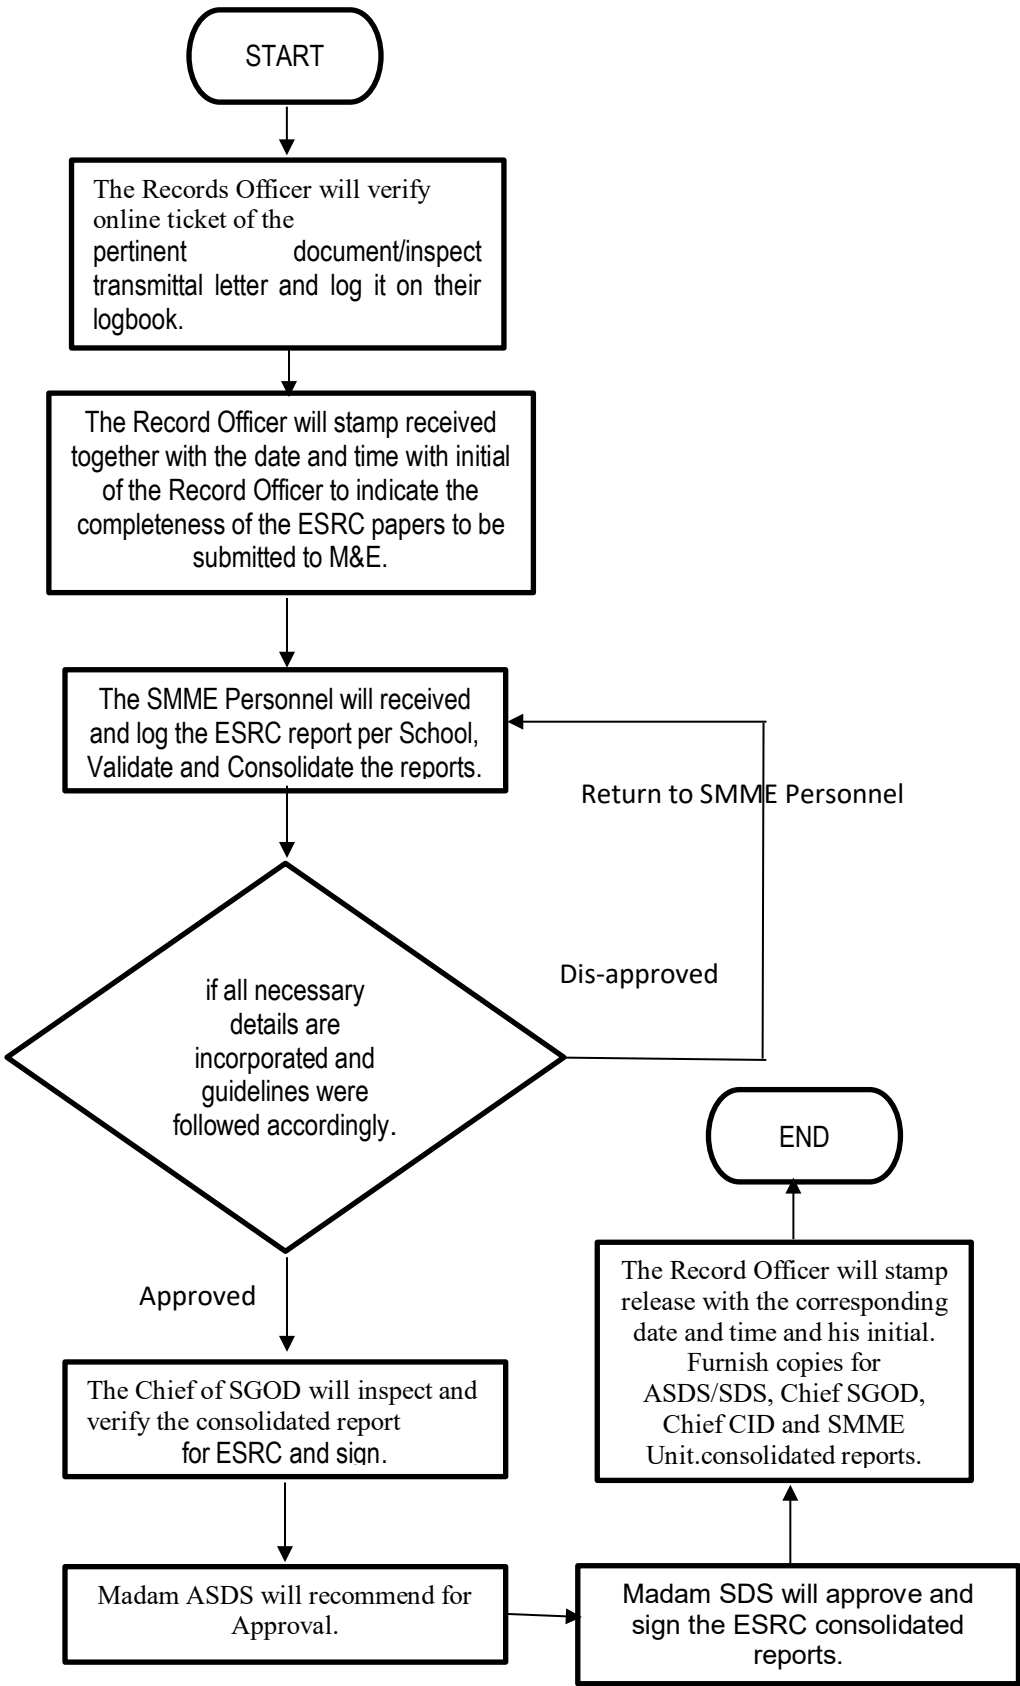 START
The Records Officer will verify
online ticket of the
pertinent document/inspect
transmittal letter and log it on their
logbook.
The Record Officer will stamp received
together with the date and time with initial
of the Record Officer to indicate the
completeness of the ESRC papers to be
submitted to M&E.
The SMME Personnel will received
and log the ESRC report per School,
Validate and Consolidate the reports.
Return to SMME Personnel
Dis-approved
if all necessary
details are
incorporated and
guidelines were
followed accordingly.
Approved
The Chief of SGOD will inspect and
verify the consolidated report
for ESRC and sign.
Madam ASDS will recommend for
Approval.
Madam SDS will approve and
sign the ESRC consolidated
reports.
The Record Officer will stamp
release with the corresponding
date and time and his initial.
Furnish copies for
ASDS/SDS, Chief SGOD,
Chief CID and SMME
Unit.consolidated reports.
END